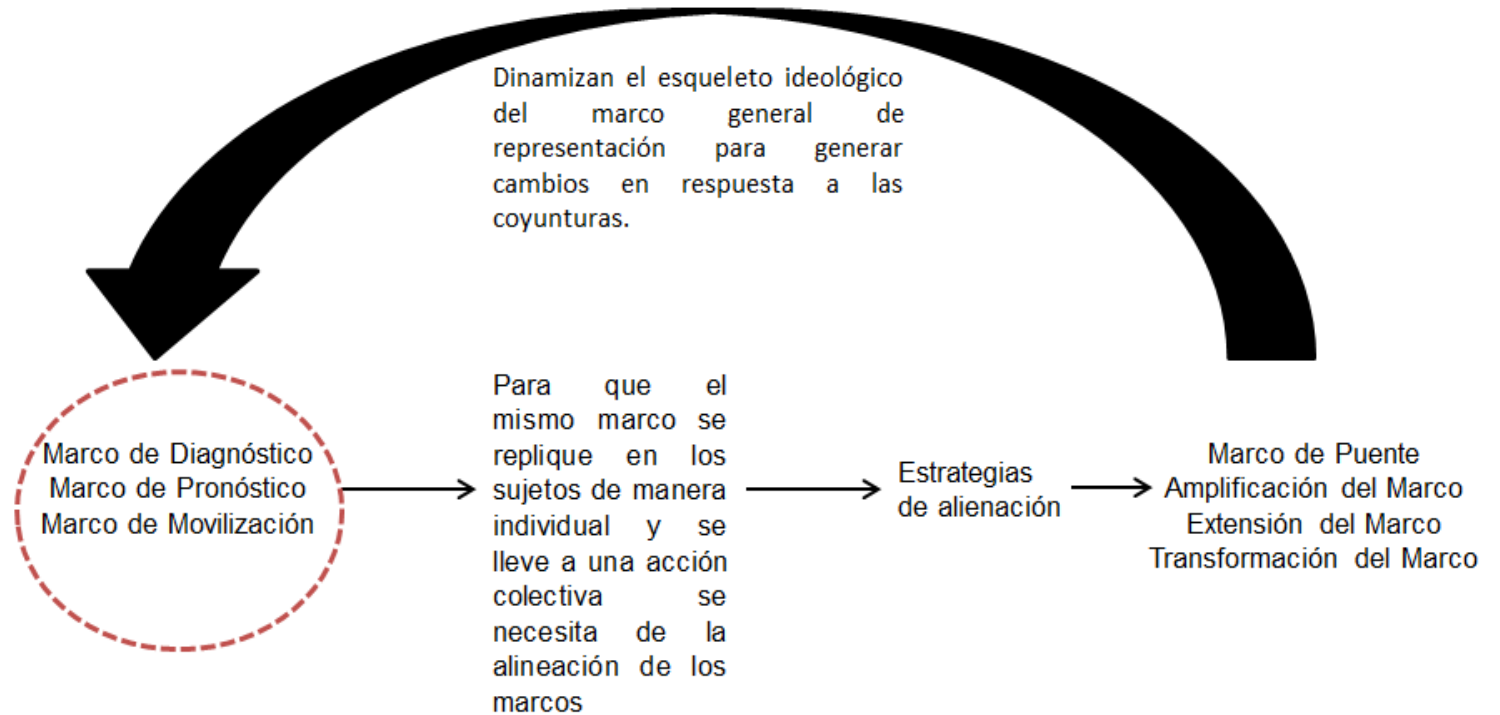 Dinamizan el esqueleto ideológico
del marco general de
representación para generar
cambios en respuesta a las
coyunturas.
Marco de Diagnóstico
Marco de Pronóstico
Marco de Movilización
Para que el
mismo marco se
replique en los
sujetos de manera
individual y se
lleve a una acción
colectiva se
necesita de la
alineación de los
marcos
Estrategias
de alienación
Marco de Puente
Amplificación del Marco
Extensión del Marco
Transformación del Marco